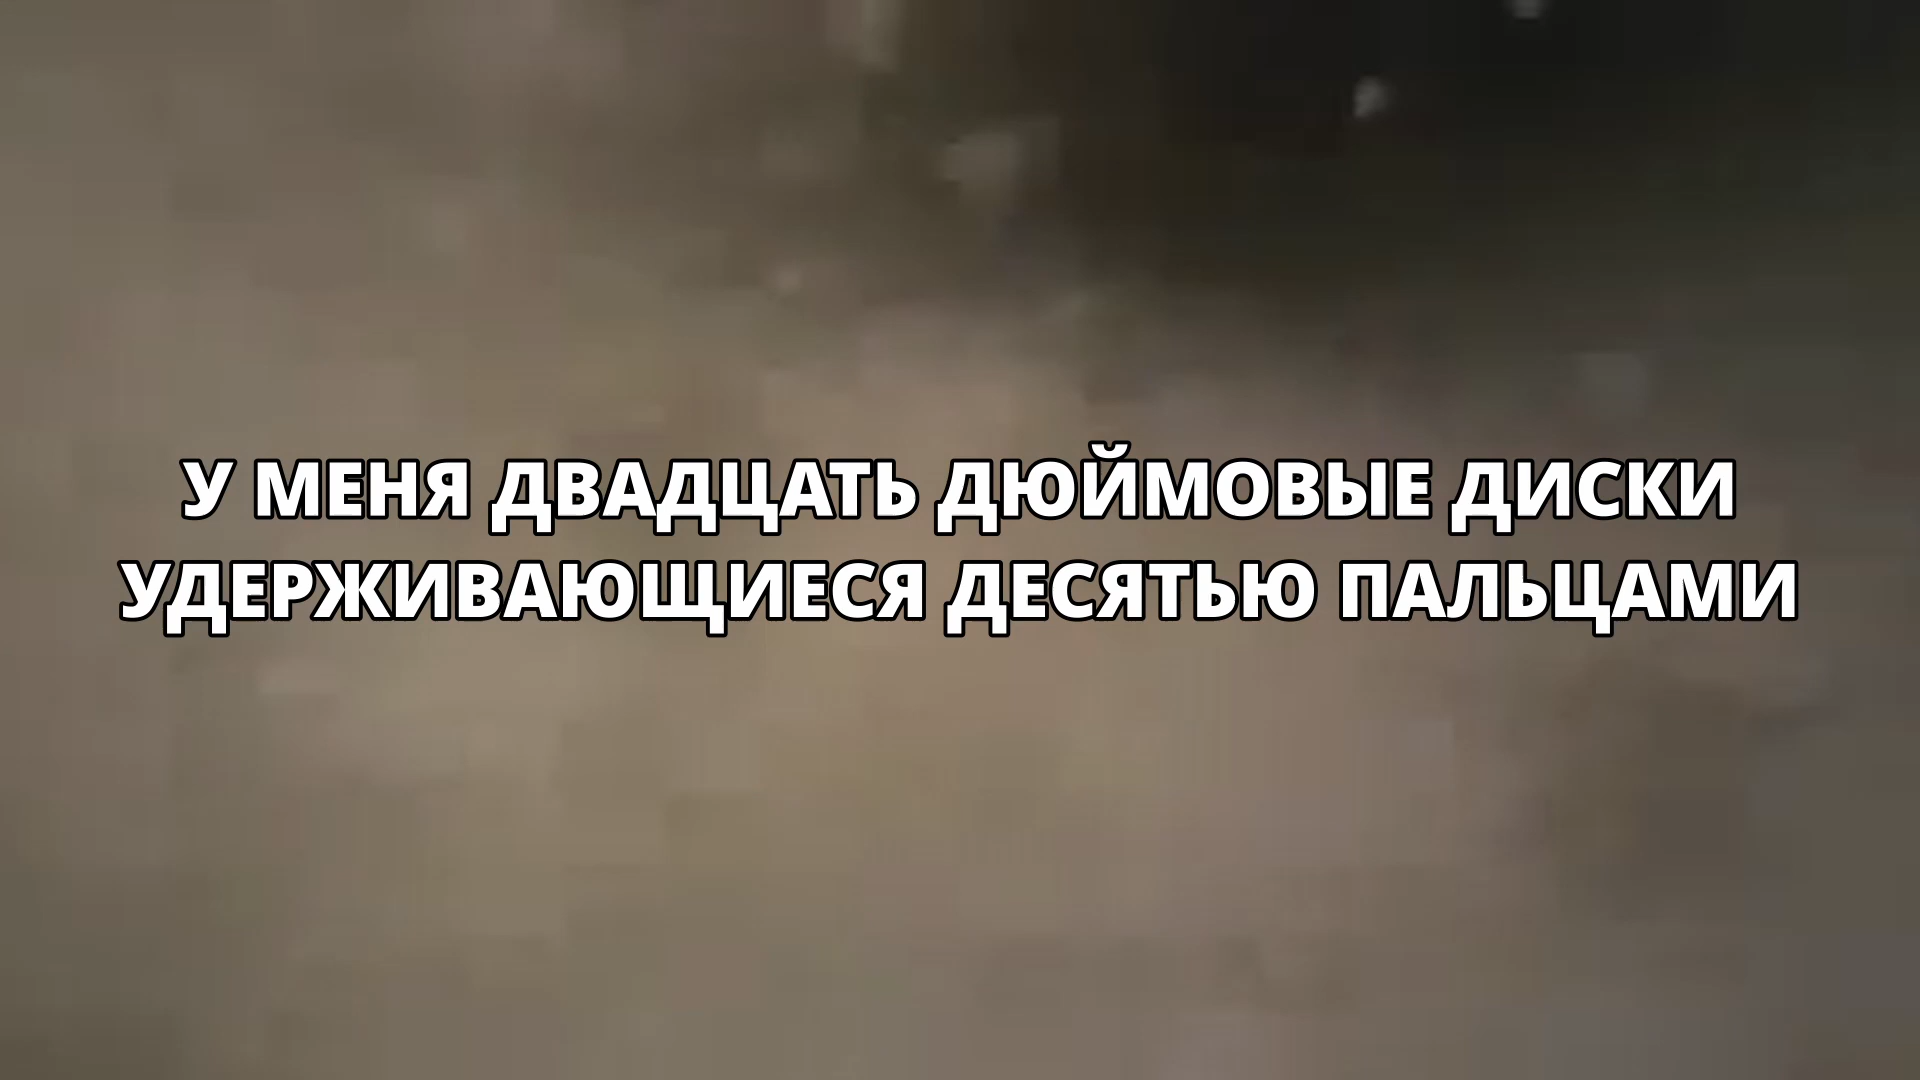 У МЕНЯ ДВАДЦАТЬ ДЮЙМОВЫЕ ДИСКИ
УДЕРЖИВАЮЩИЕСЯ ДЕСЯТЬЮ ПАЛЬЦАМИ